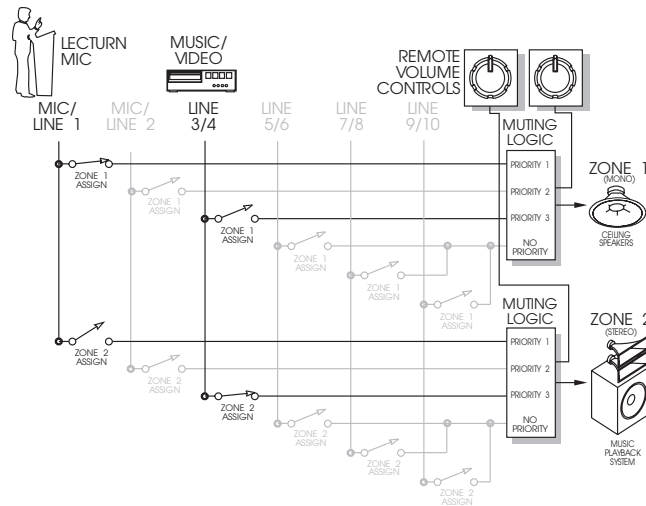 LECTURN
MIC
MUSIC/
VIDEO
REMOTE
VOLUME
CONTROLS
MIC/
LINE 1
MIC/
LINE 2
LINE
3/4
LINE
5/6
LINE
7/8
LINE
9/10
MUTING
LOGIC
PRIORITY 1
PRIORITY 2
PRIORITY 3
NO
PRIORITY
ZONE 1
(MONO)
CEILING
SPEAKERS
ZONE 1
ASSIGN
ZONE 1
ASSIGN
ZONE 1
ASSIGN
ZONE 1
ASSIGN
ZONE 1
ASSIGN
ZONE 1
ASSIGN
MUTING
LOGIC
PRIORITY 1
PRIORITY 2
PRIORITY 3
NO
PRIORITY
ZONE 2
(STEREO)
MUSIC
PLAYBACK
SYSTEM
ZONE 2
ASSIGN
ZONE 2
ASSIGN
ZONE 2
ASSIGN
ZONE 2
ASSIGN
ZONE 2
ASSIGN
ZONE 2
ASSIGN